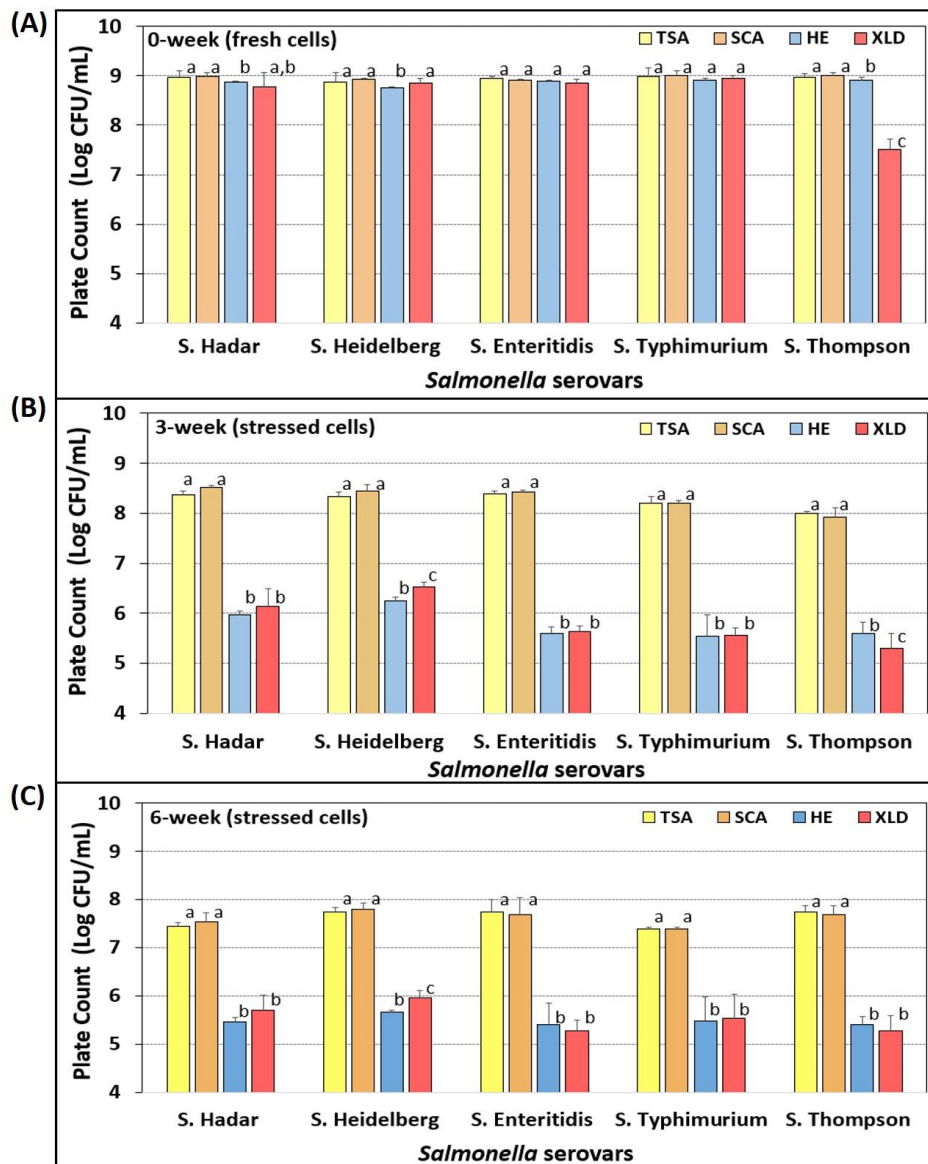 (A)
10
0-week (fresh cells)
TSA SCA HE XLD
a a b a,b a a b a a a a a a a a a a a b c
9
8
7
6
5
4
Plate Count (Log CFU/mL)
S. Hadar S. Heidelberg S. Enteritidis S. Typhimurium S. Thompson
Salmonella serovars
(B)
10
3-week (stressed cells)
TSA SCA HE XLD
9
a a b b a a b c a a b b a a b b a a b c
8
7
6
5
4
Plate Count (Log CFU/mL)
S. Hadar S. Heidelberg S. Enteritidis S. Typhimurium S. Thompson
Salmonella serovars
(C)
10
6-week (stressed cells)
TSA SCA HE XLD
9
8
a a b b a a b c a a b b a a b b a a b b
7
6
5
4
Plate Count (Log CFU/mL)
S. Hadar S. Heidelberg S. Enteritidis S. Typhimurium S. Thompson
Salmonella serovars